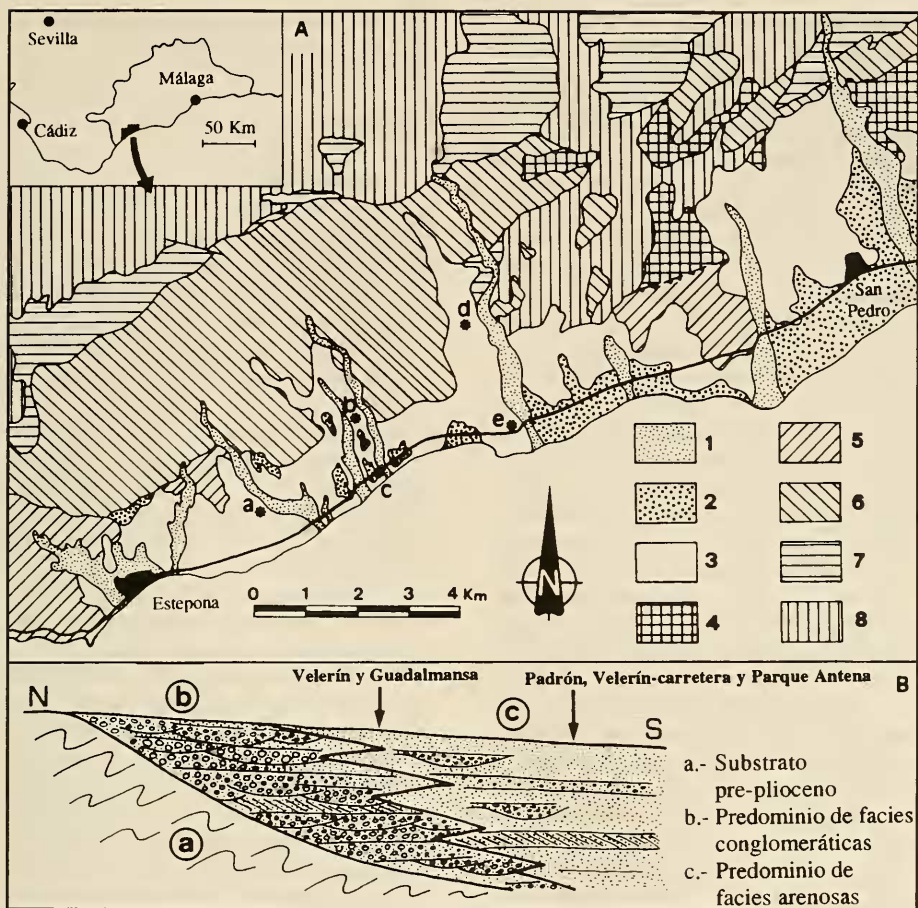 A
Sevilla
Málaga
Cádiz
50 Km
San
Pedro
d
b
e
c
a
Estepona
0 1 2 3 4 Km
N
1
2
3
4
5
6
7
8
Velerín y Guadalmansa
Padrón, Velerín-carretera y Parque Antena
B
N
b
c
S
a
a.- Substrato
pre-plioceno
b.- Predominio de facies
conglomeráticas
c.- Predominio de
facies arenosas